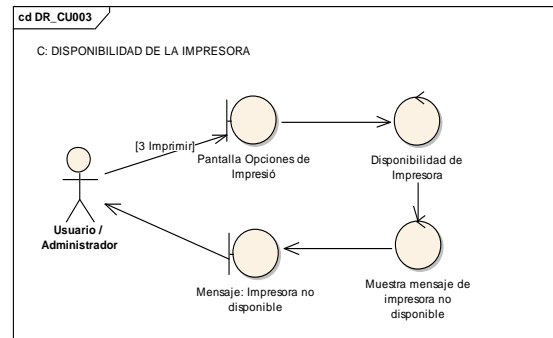 cd DR_CU003
C: DISPONIBILIDAD DE LA IMPRESORA
[3 Imprimir]
Pantalla Opciones de
Impresió
Disponibilidad de
Impresora
Usuario /
Administrador
Mensaje: Impresora no
disponible
Muestra mensaje de
impresora no
disponible